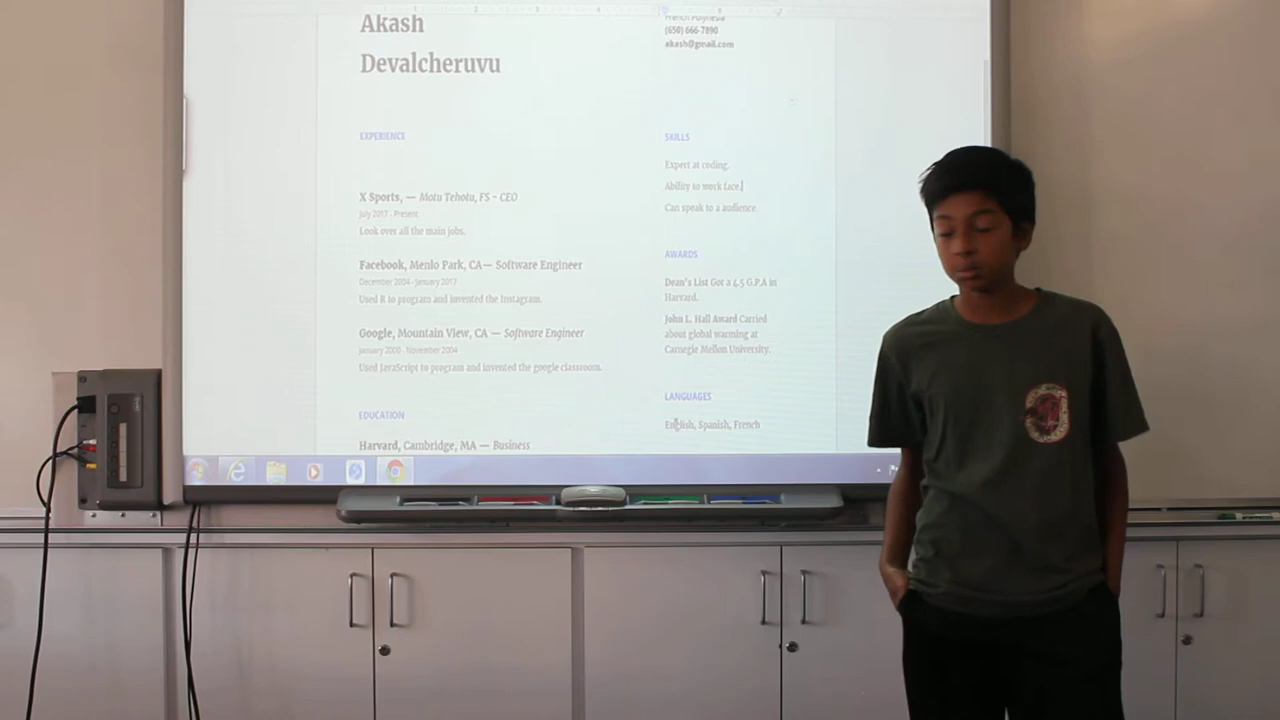 Akash
Devalcheruvu
French Polynesia
(650) 666-7890
akash@gmail.com
EXPERIENCE
X Sports, — Motu Tehotu, FS - CEO
July 2017 - Present
Look over all the main jobs.
Facebook, Menlo Park, CA— Software Engineer
December 2004 - January 2017
Used R to program and invented the Instagram.
Google, Mountain View, CA — Software Engineer
January 2000 - November 2004
Used JavaScript to program and invented the google classroom.
EDUCATION
Harvard, Cambridge, MA — Business
SKILLS
Expert at coding.
Ability to work face.
Can speak to a audience.
AWARDS
Dean's List Got a 4.5 G.P.A in
Harvard.
John L. Hall Award Carried
about global warming at
Carnegie Mellon University.
LANGUAGES
English, Spanish, French